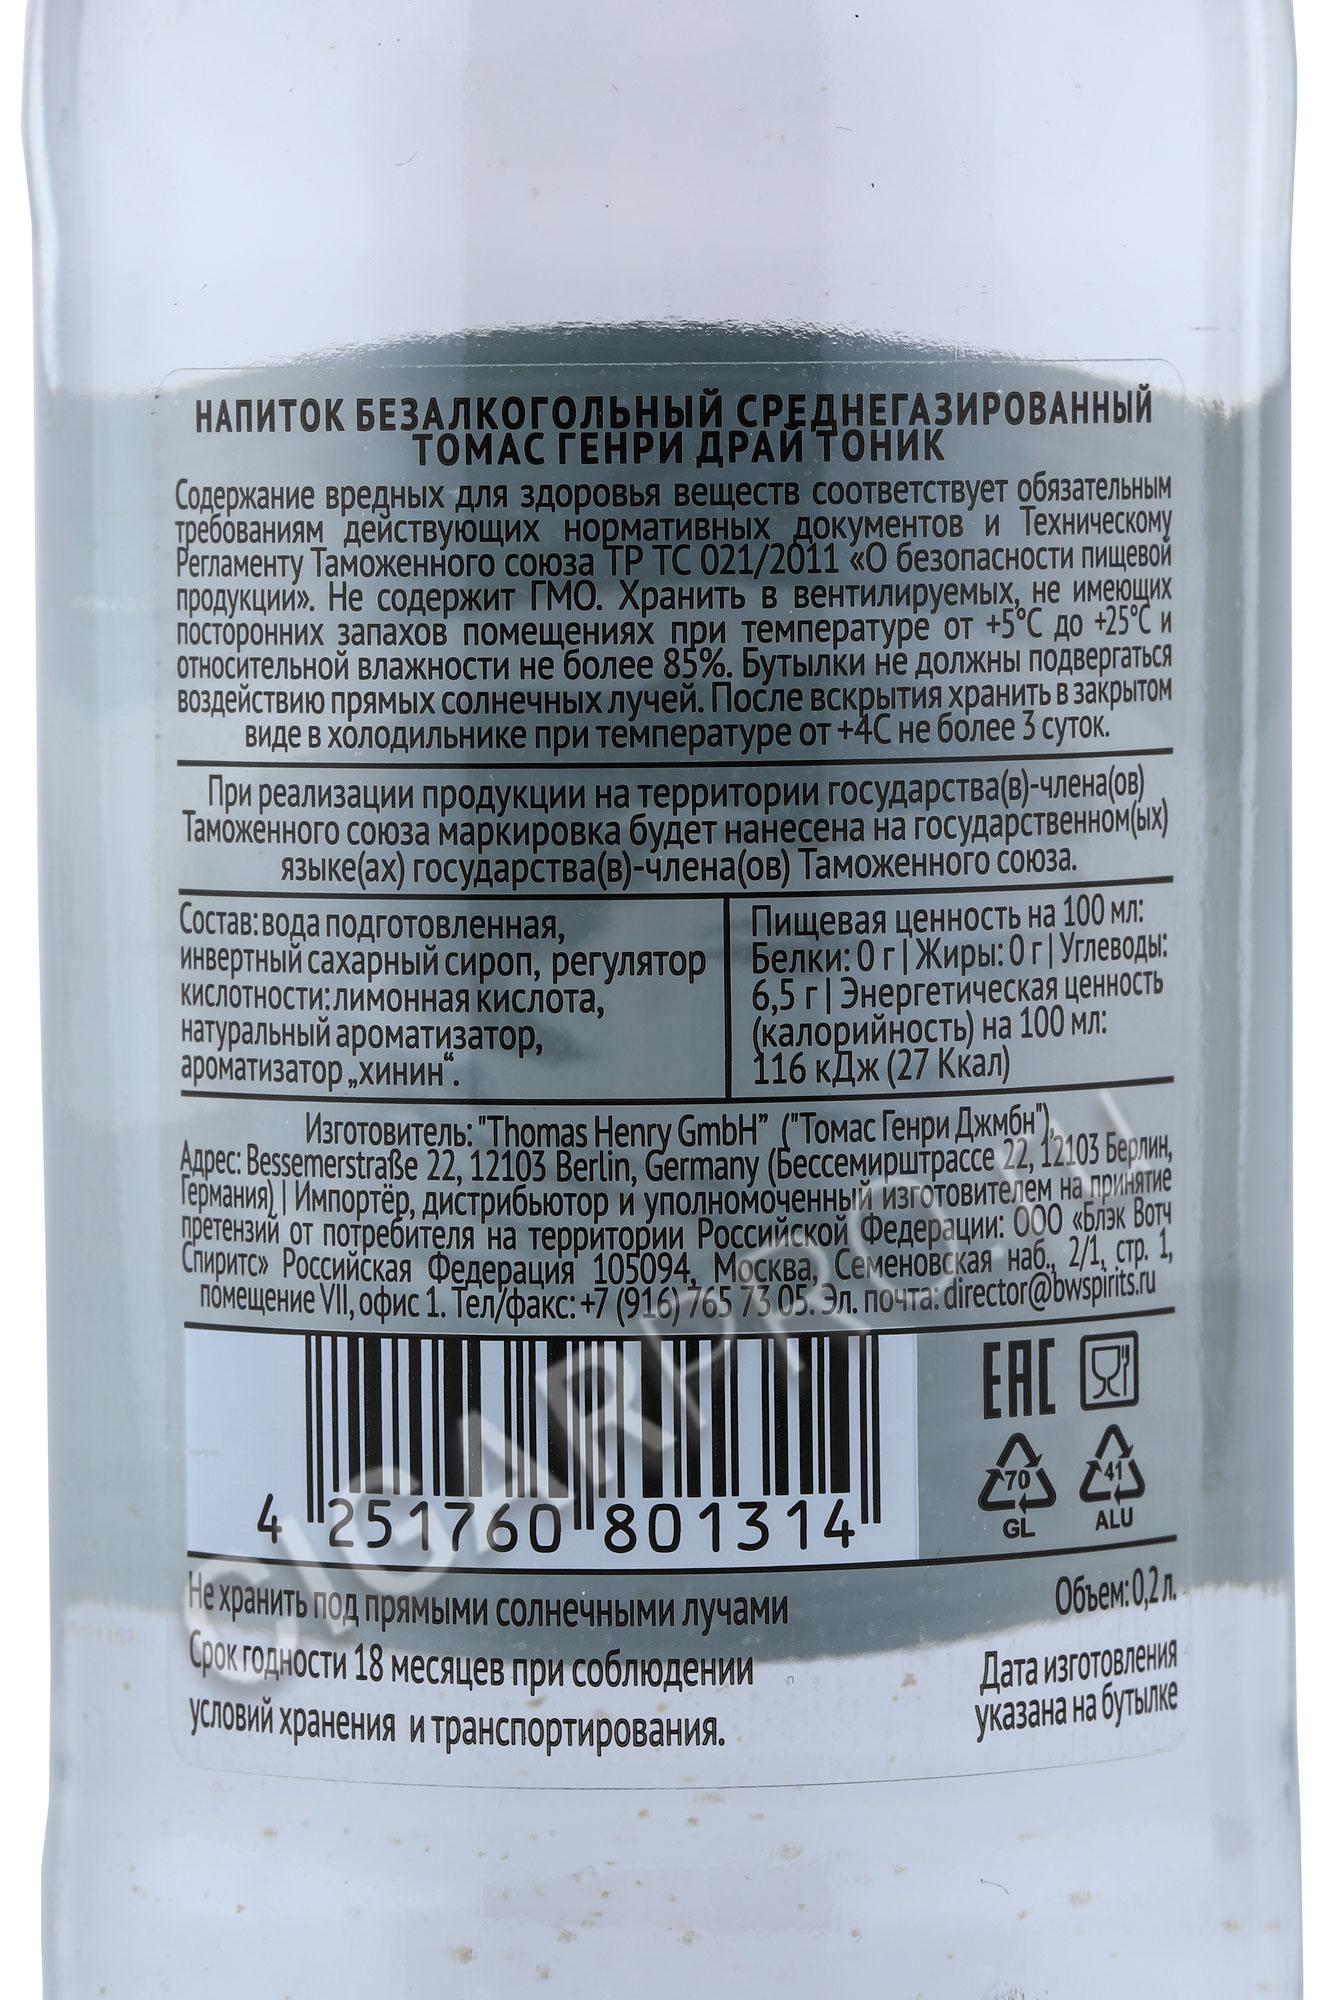 НАПИТОК БЕЗАЛКОГОЛЬНЫЙ СРЕДНЕГАЗИРОВАННЫЙ
ТОМАС ГЕНРИ ДРАЙ ТОНИК
Содержание вредных для здоровья веществ соответствует обязательным
требованиям действующих нормативных документов и Техническому
Регламенту Таможенного союза ТР ТС 021/2011 «О безопасности пищевой
продукции». Не содержит ГМО. Хранить в вентилируемых, не имеющих
посторонних запахов помещениях при температуре от +5°С до +25°С и
относительной влажности не более 85%. Бутылки не должны подвергаться
воздействию прямых солнечных лучей. После вскрытия хранить в закрытом
виде в холодильнике при температуре от +4С не более 3 суток.
При реализации продукции на территории государства(в)-члена(ов)
Таможенного союза маркировка будет нанесена на государственном(ых)
языке(ах) государства(в)-члена(ов) Таможенного союза.
Состав: вода подготовленная,
инвертный сахарный сироп, регулятор
кислотности: лимонная кислота,
натуральный ароматизатор,
ароматизатор „хинин“.
Пищевая ценность на 100 мл:
Белки: 0 г | Жиры: 0 г | Углеводы:
6,5 г | Энергетическая ценность
(калорийность) на 100 мл:
116 кДж (27 Ккал)
Изготовитель: "Thomas Henry GmbH” ("Томас Генри Джмбн"),
Адрес: Bessemerstraße 22, 12103 Berlin, Germany (Бессемирштрассе 22, 12103 Берлин,
Германия) | Импортёр, дистрибьютор и уполномоченный изготовителем на принятие
претензий от потребителя на территории Российской Федерации: ООО «Блэк Вотч
Спиритс» Российская Федерация 105094, Москва, Семеновская наб., 2/1, стр. 1,
помещение VII, офис 1. Тел/факс: +7 (916) 765 73 05. Эл. почта: director@bwspirits.ru
4 251760 801314
EAC
70
GL
41
ALU
Не хранить под прямыми солнечными лучами
Срок годности 18 месяцев при соблюдении
условий хранения и транспортирования.
Объем: 0,2 л.
Дата изготовления
указана на бутылке
CIGARPRO.RU